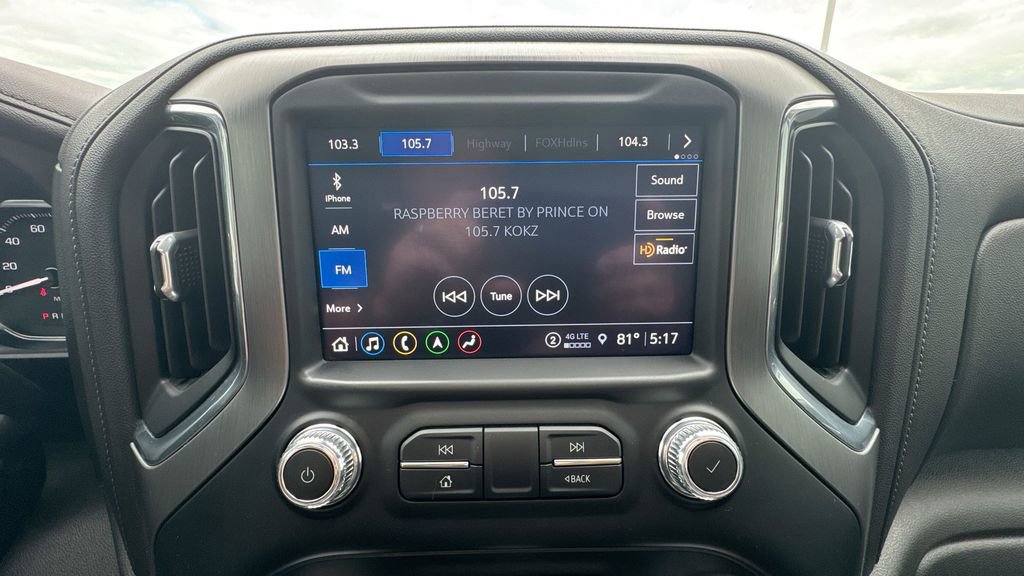 103.3 105.7 Highway FOXHdlns 104.3
iPhone
AM
FM
More
105.7
RASPBERRY BERET BY PRINCE ON
105.7 KOKZ
Sound
Browse
HD Radio
Tune
2 4G LTE 81° 5:17
60
40
20
P R
BACK